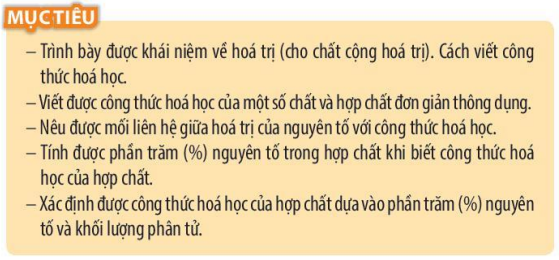 MỤC TIÊU
– Trình bày được khái niệm về hoá trị (cho chất cộng hoá trị). Cách viết công
thức hoá học.
– Viết được công thức hoá học của một số chất và hợp chất đơn giản thông dụng.
– Nêu được mối liên hệ giữa hoá trị của nguyên tố với công thức hoá học.
– Tính được phần trăm (%) nguyên tố trong hợp chất khi biết công thức hoá
học của hợp chất.
– Xác định được công thức hoá học của hợp chất dựa vào phần trăm (%) nguyên
tố và khối lượng phân tử.